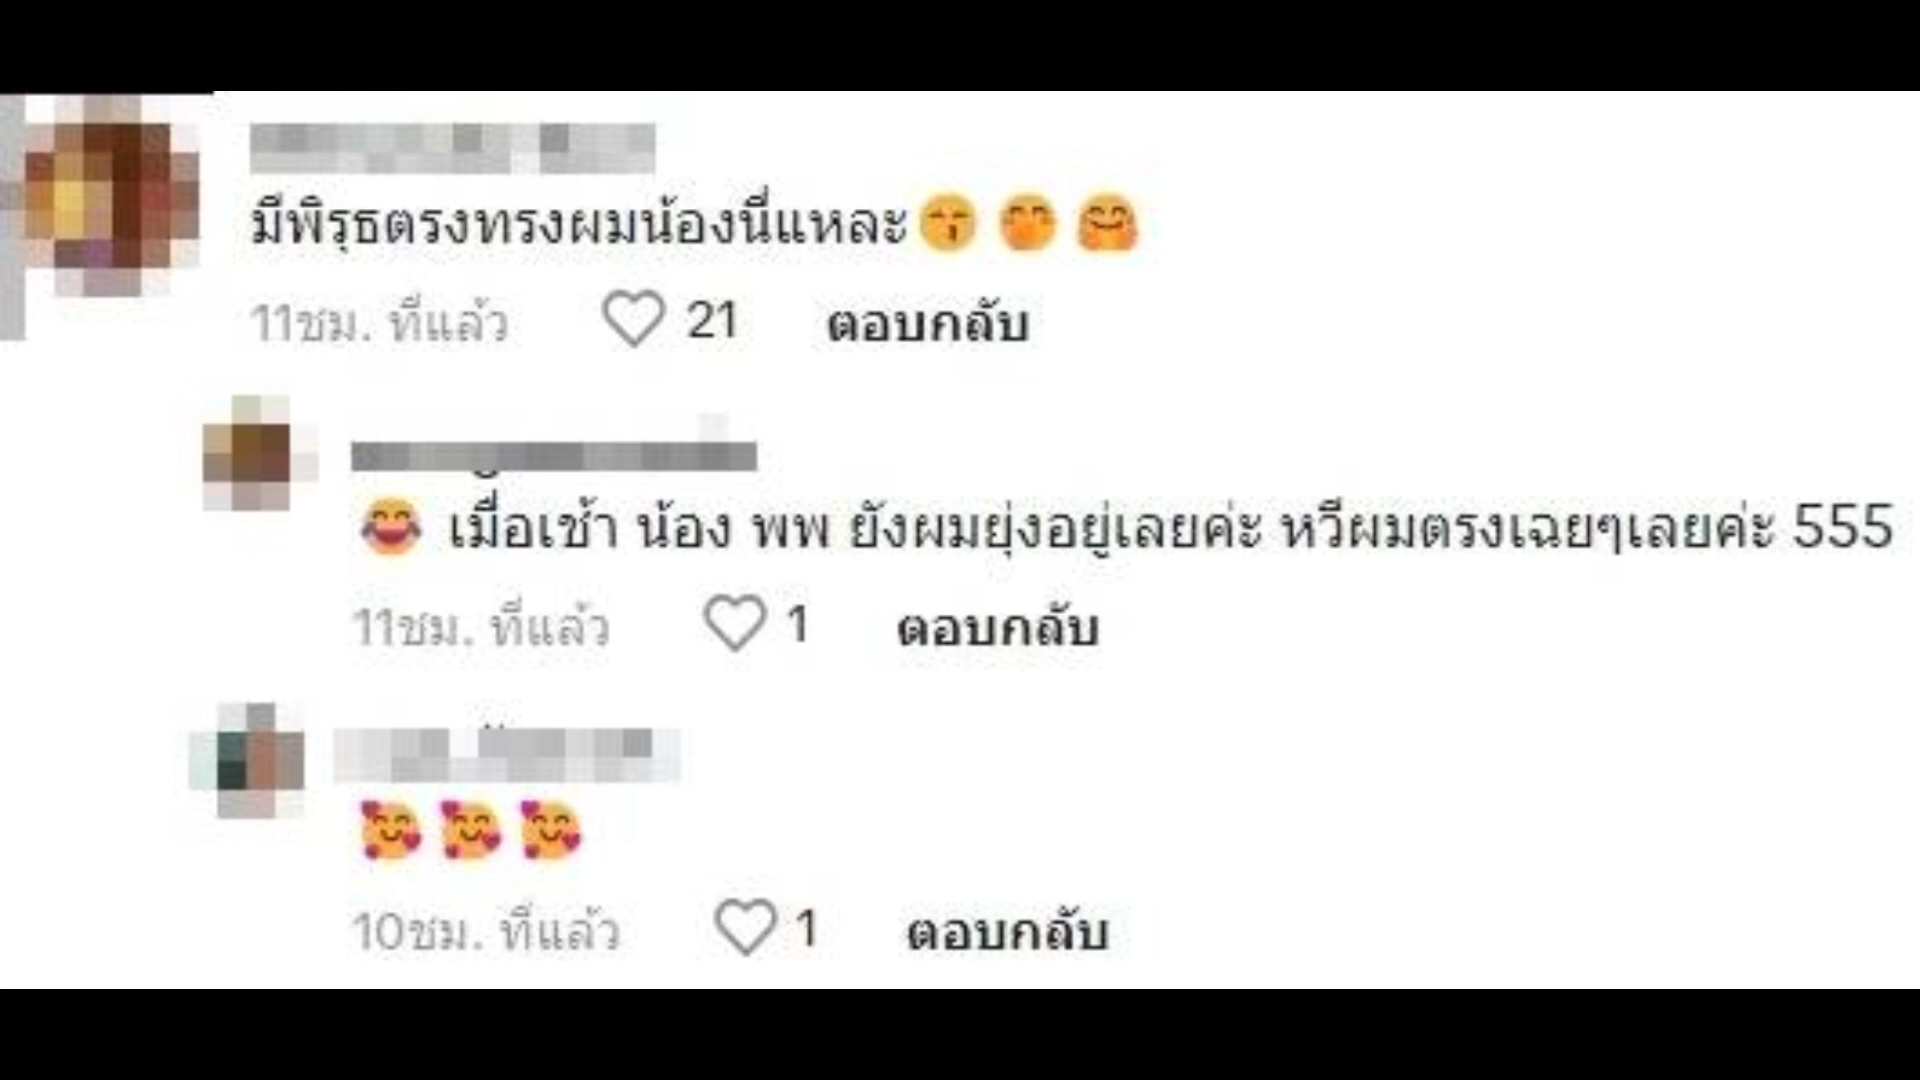 มีพิรุธตรงทรงผมน้องนี่แหละ😙🤭🤗
11ชม. ที่แล้ว 21 ตอบกลับ
😂 เมื่อเช้า น้อง พพ ยังผมยุ่งอยู่เลยค่ะ หวีผมตรงเฉยๆเลยค่ะ 555
11ชม. ที่แล้ว 1 ตอบกลับ
🥰🥰🥰
10ชม. ที่แล้ว 1 ตอบกลับ